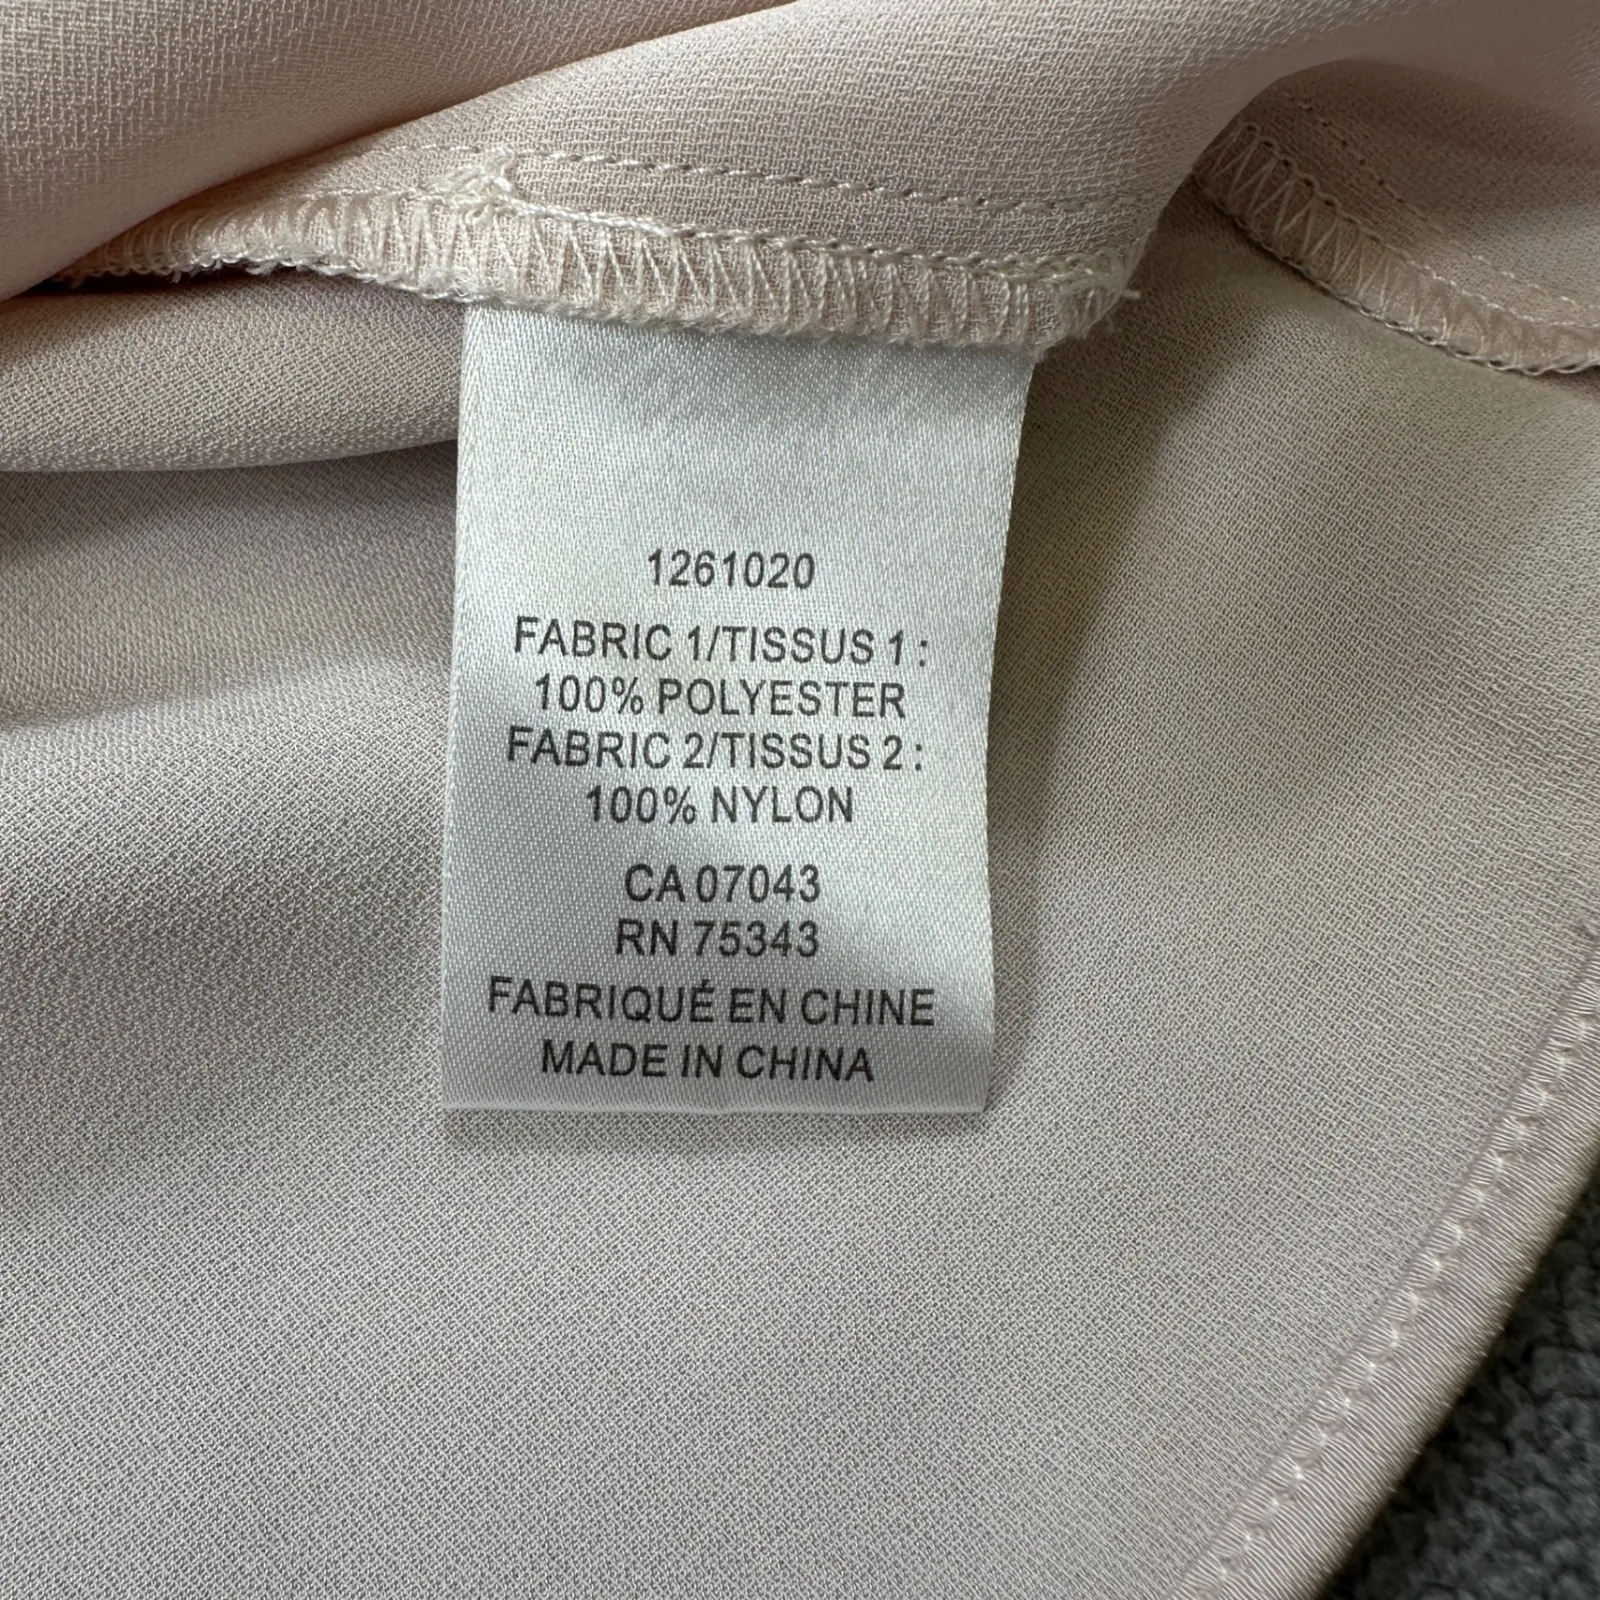 1261020
FABRIC 1/TISSUS 1 :
100% POLYESTER
FABRIC 2/TISSUS 2 :
100% NYLON
CA 07043
RN 75343
FABRIQUÉ EN CHINE
MADE IN CHINA